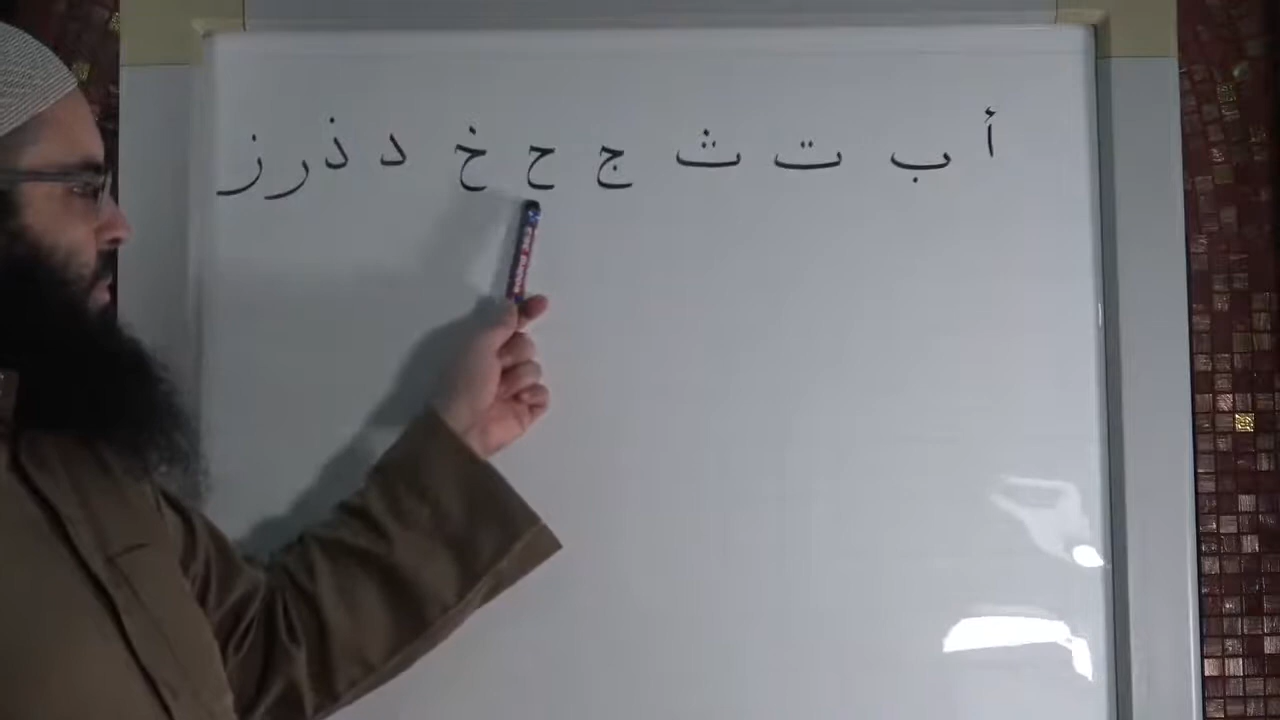 أ ب ت ث ج ح خ د ذ ر ز